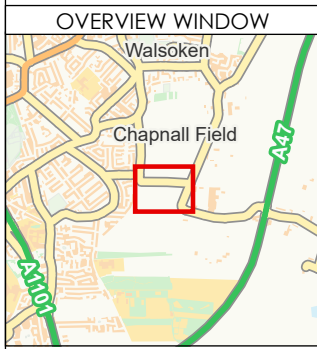 OVERVIEW WINDOW
Walsoken
Chapnall Field
A47
A1101